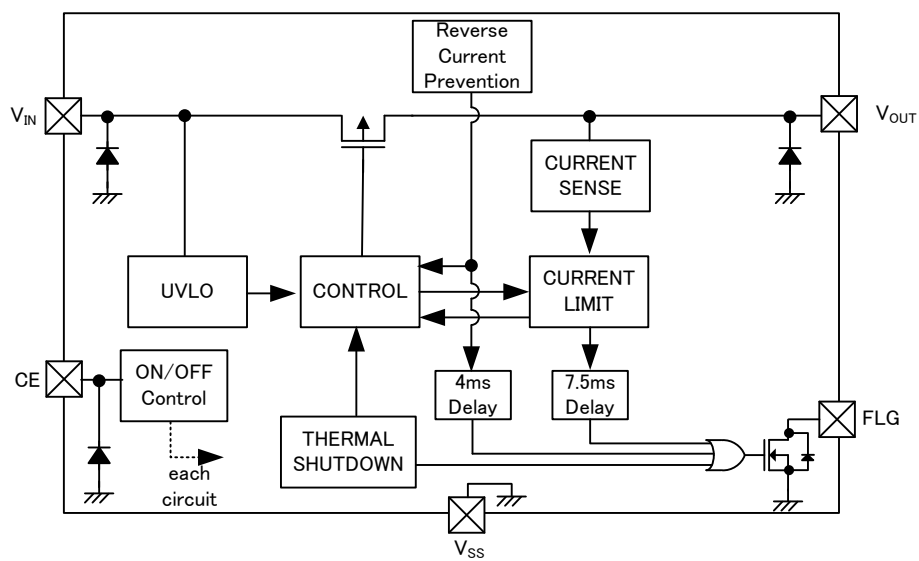 Reverse
Current
Prevention
VIN
VOUT
CURRENT
SENSE
UVLO
CONTROL
CURRENT
LIMIT
CE
ON/OFF
Control
4ms
Delay
7.5ms
Delay
FLG
THERMAL
SHUTDOWN
each
circuit
VSS